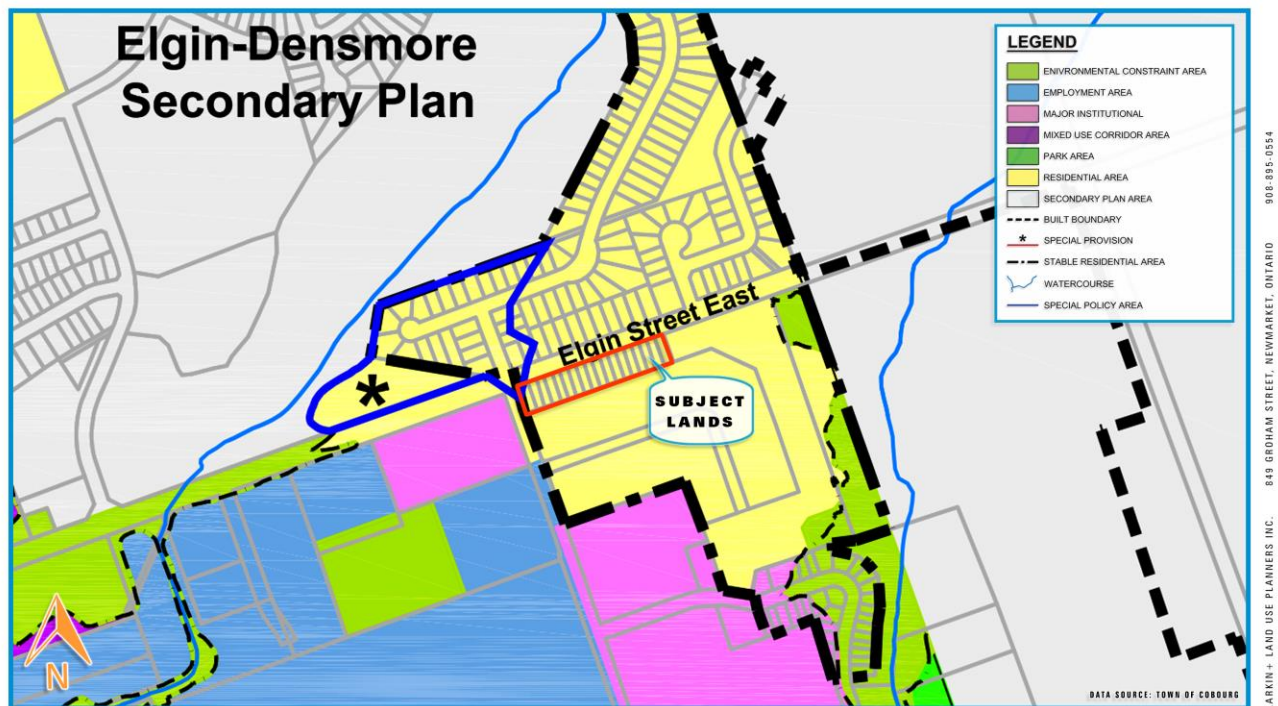 Elgin-Densmore
Secondary Plan
LEGEND
ENIVRONMENTAL CONSTRAINT AREA
EMPLOYMENT AREA
MAJOR INSTITUTIONAL
MIXED USE CORRIDOR AREA
PARK AREA
RESIDENTIAL AREA
SECONDARY PLAN AREA
BUILT BOUNDARY
* SPECIAL PROVISION
STABLE RESIDENTIAL AREA
WATERCOURSE
SPECIAL POLICY AREA
Elgin Street East
*
SUBJECT
LANDS
N
DATA SOURCE: TOWN OF COBOURG
ARKIN+ LAND USE PLANNERS INC. 849 GROHAM STREET, NEWMARKET, ONTARIO 908-895-0554